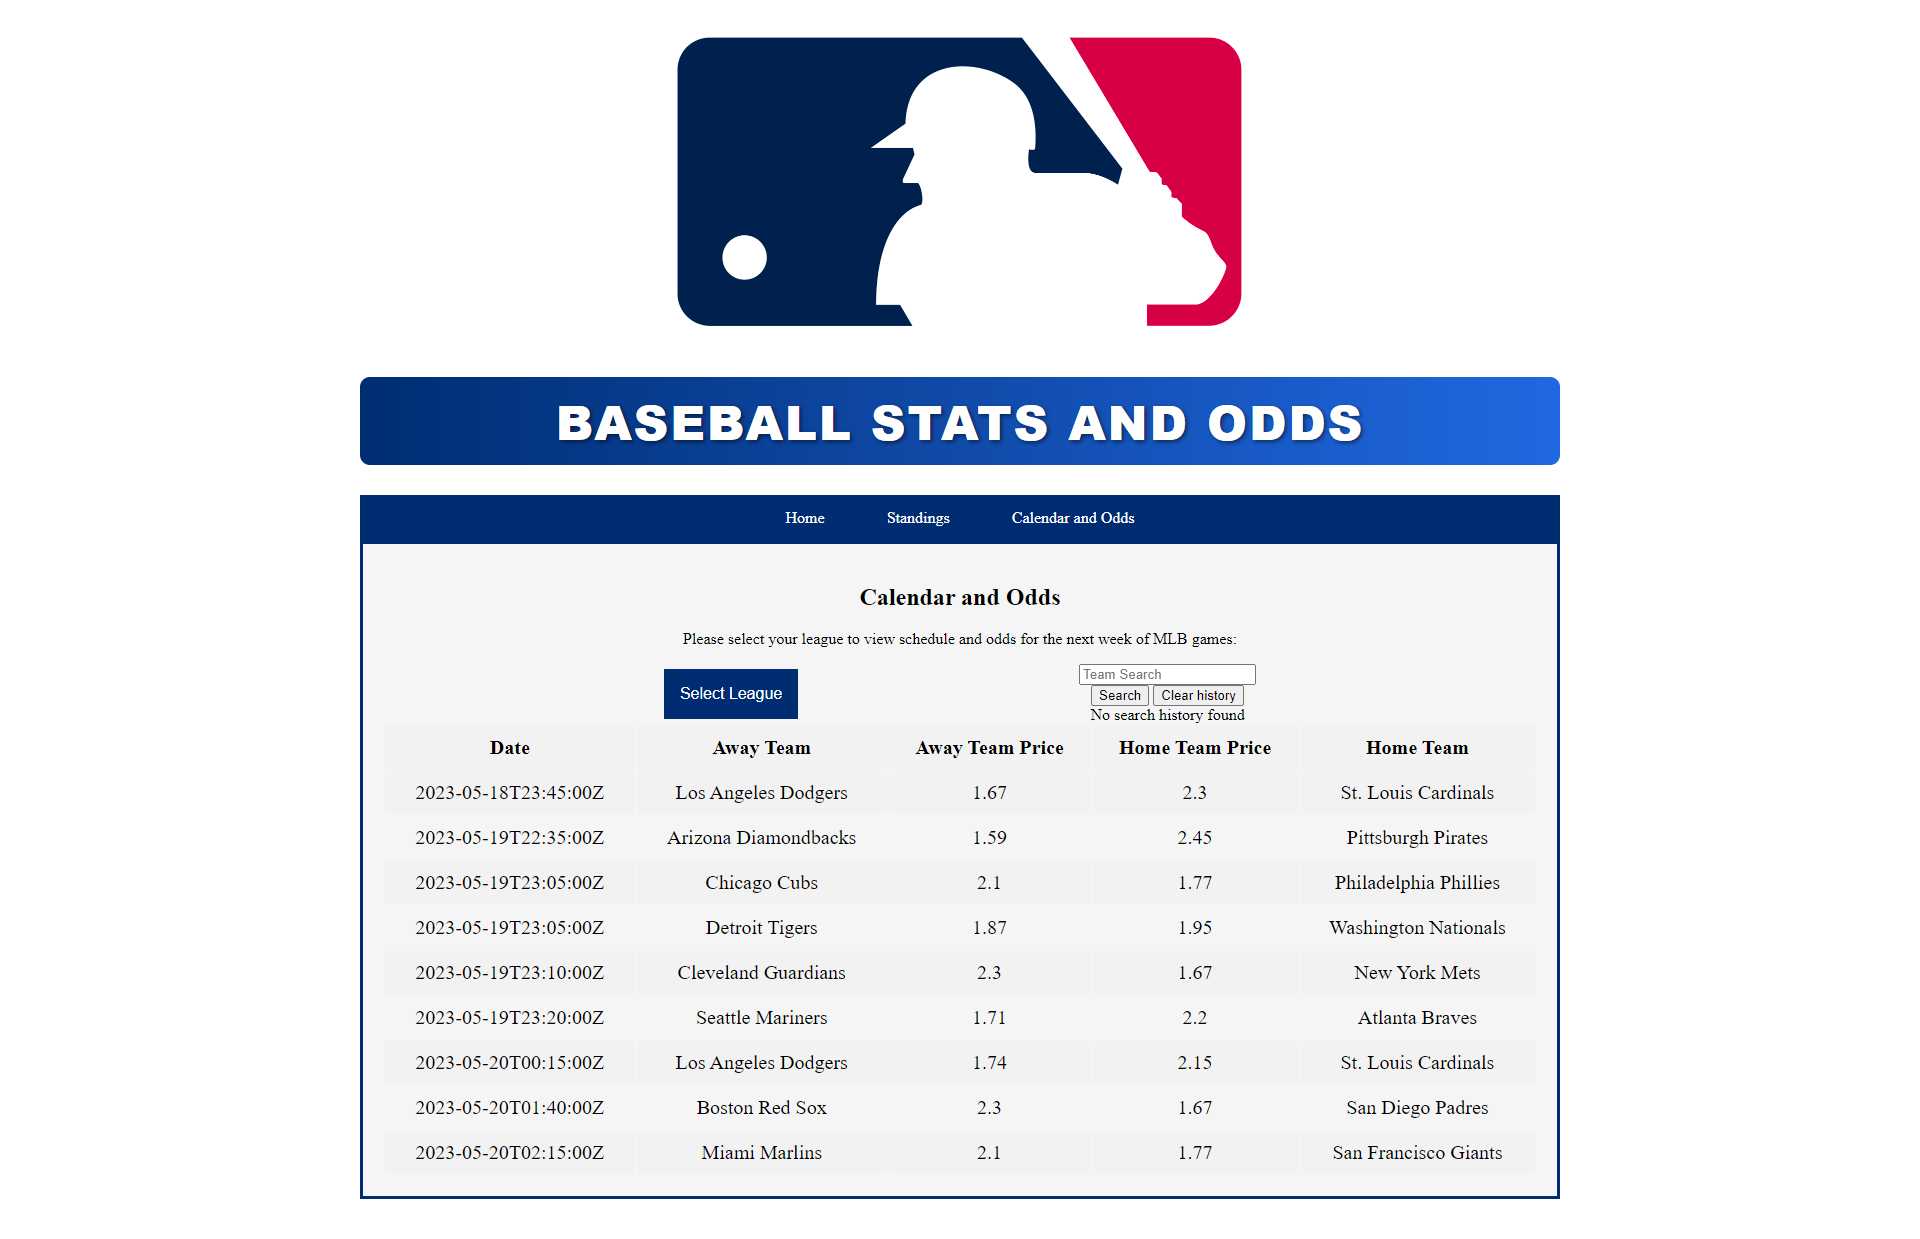 BASEBALL STATS AND ODDS
Home Standings Calendar and Odds
Calendar and Odds
Please select your league to view schedule and odds for the next week of MLB games:
Select League
Team Search
Search Clear history
No search history found
Date Away Team Away Team Price Home Team Price Home Team
2023-05-18T23:45:00Z Los Angeles Dodgers 1.67 2.3 St. Louis Cardinals
2023-05-19T22:35:00Z Arizona Diamondbacks 1.59 2.45 Pittsburgh Pirates
2023-05-19T23:05:00Z Chicago Cubs 2.1 1.77 Philadelphia Phillies
2023-05-19T23:05:00Z Detroit Tigers 1.87 1.95 Washington Nationals
2023-05-19T23:10:00Z Cleveland Guardians 2.3 1.67 New York Mets
2023-05-19T23:20:00Z Seattle Mariners 1.71 2.2 Atlanta Braves
2023-05-20T00:15:00Z Los Angeles Dodgers 1.74 2.15 St. Louis Cardinals
2023-05-20T01:40:00Z Boston Red Sox 2.3 1.67 San Diego Padres
2023-05-20T02:15:00Z Miami Marlins 2.1 1.77 San Francisco Giants